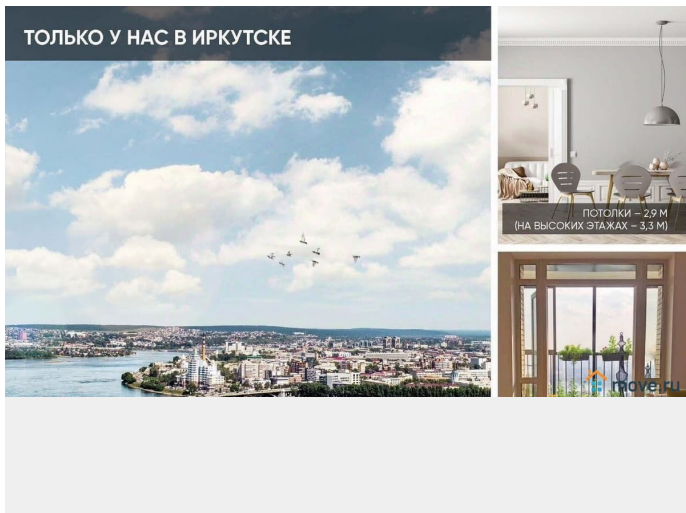 ТОЛЬКО У НАС В ИРКУТСКЕ
ПОТОЛКИ – 2,9 М
(НА ВЫСОКИХ ЭТАЖАХ – 3,3 М)
move.ru